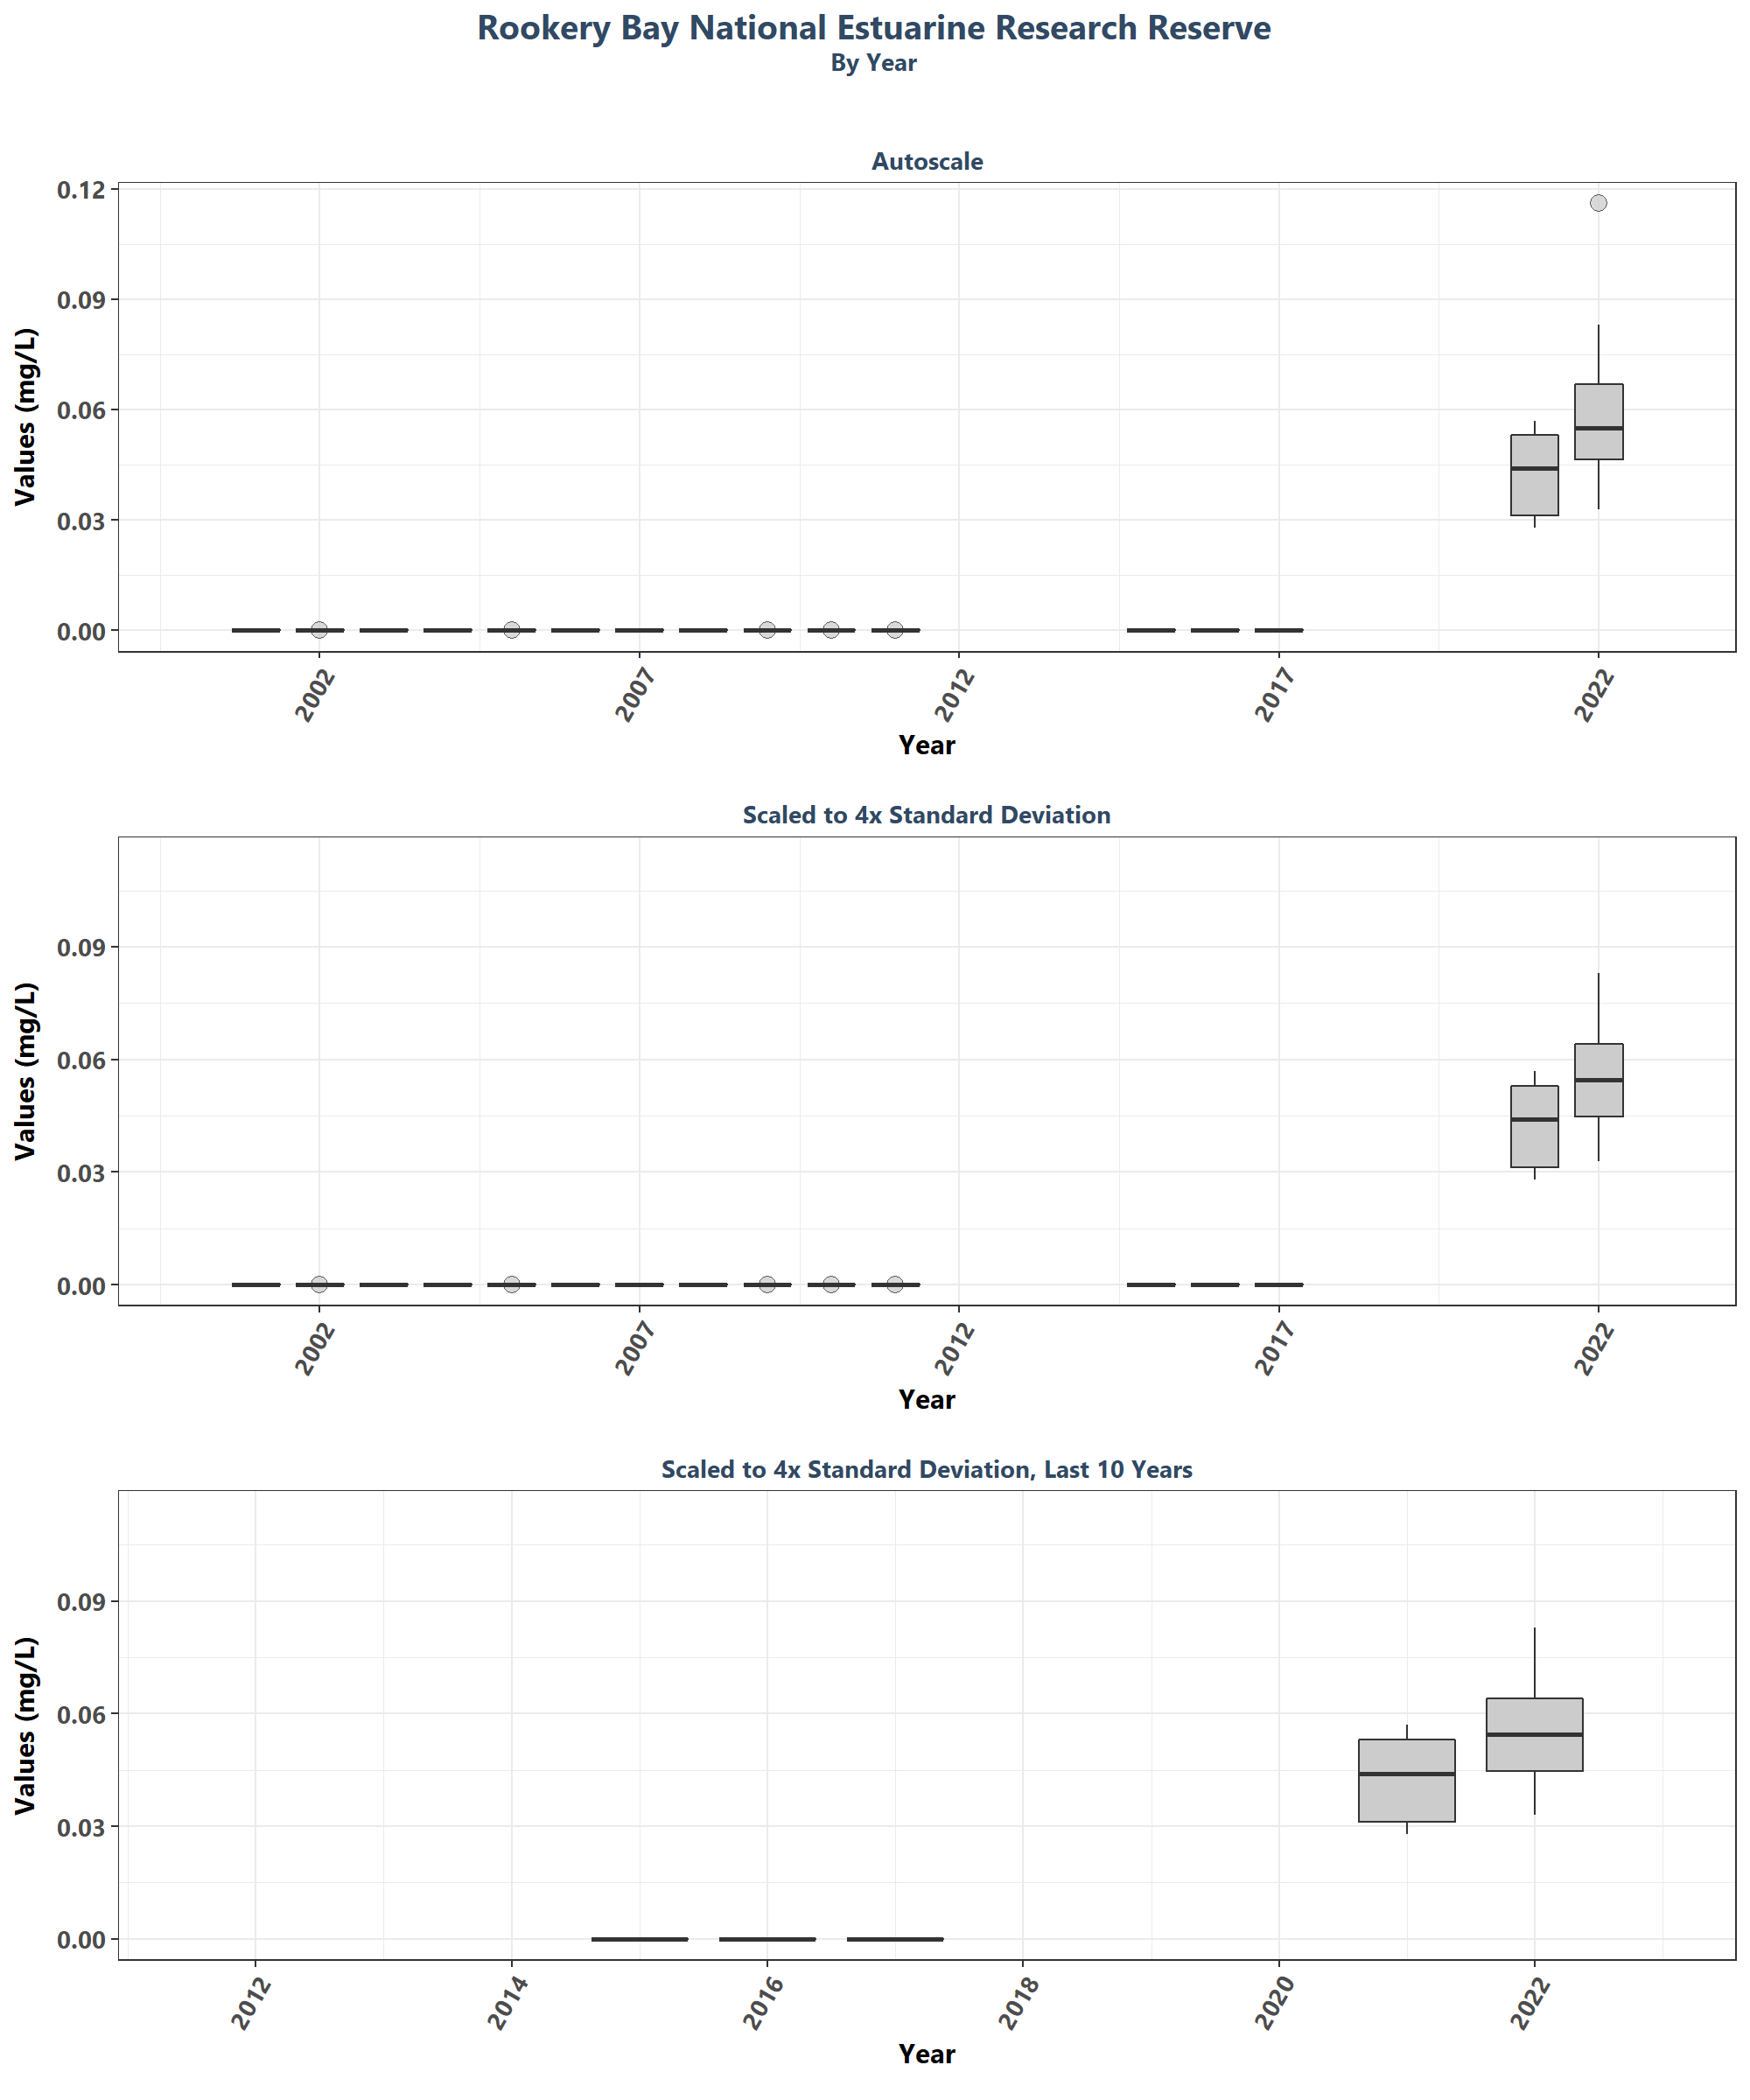 Rookery Bay National Estuarine Research Reserve
By Year
Autoscale
0.12
0.09
0.06
0.03
0.00
Values (mg/L)
2002 2007 2012 2017 2022
Year
Scaled to 4x Standard Deviation
0.09
0.06
0.03
0.00
Values (mg/L)
2002 2007 2012 2017 2022
Year
Scaled to 4x Standard Deviation, Last 10 Years
0.09
0.06
0.03
0.00
Values (mg/L)
2012 2014 2016 2018 2020 2022
Year